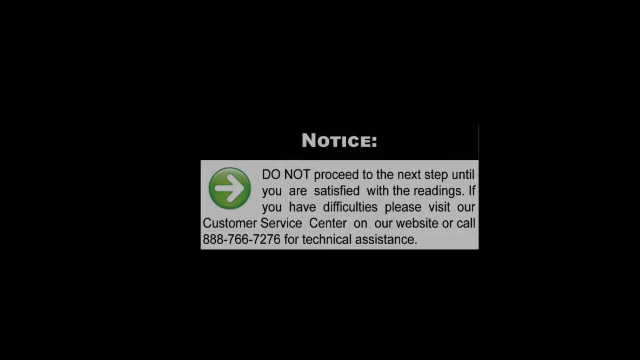 NOTICE:
DO NOT proceed to the next step until
you are satisfied with the readings. If
you have difficulties please visit our
Customer Service Center on our website or call
888-766-7276 for technical assistance.